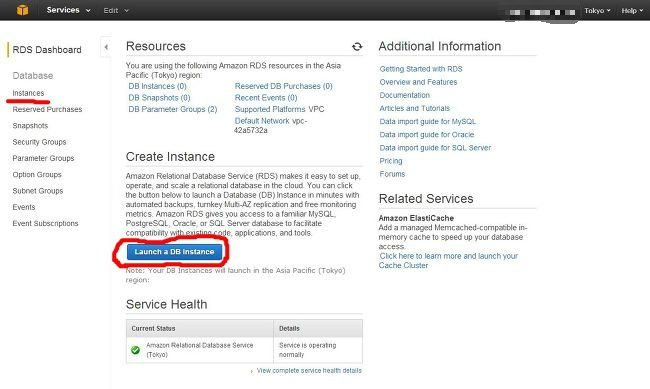 Services
Edit
Tokyo
Help
RDS Dashboard
Database
Instances
Reserved Purchases
Snapshots
Security Groups
Parameter Groups
Option Groups
Subnet Groups
Events
Event Subscriptions
Resources
You are using the following Amazon RDS resources in the Asia
Pacific (Tokyo) region:
DB Instances (0)
Reserved DB Purchases (0)
DB Snapshots (0)
Recent Events (0)
DB Parameter Groups (2)
Supported Platforms VPC
Default Network vpc-
42a5732a
Create Instance
Amazon Relational Database Service (RDS) makes it easy to set up,
operate, and scale a relational database in the cloud. You can click
the button below to launch a Database (DB) Instance in minutes with
automated backups, turnkey Multi-AZ replication and free monitoring
metrics. Amazon RDS gives you access to a familiar MySQL,
PostgreSQL, Oracle, or SQL Server database to facilitate
compatibility with existing code, applications, and tools.
Launch a DB Instance
Note: Your DB Instances will launch in the Asia Pacific (Tokyo)
region:
Service Health
Current Status
Details
Amazon Relational Database Service
(Tokyo)
Service is operating
normally
View complete service health details
Additional Information
Getting Started with RDS
Overview and Features
Documentation
Articles and Tutorials
Data import guide for MySQL
Data import guide for Oracle
Data import guide for SQL Server
Pricing
Forums
Related Services
Amazon ElastiCache
Add a managed Memcached-compatible in-
memory cache to speed up your database
access.
Click here to learn more and launch your
Cache Cluster